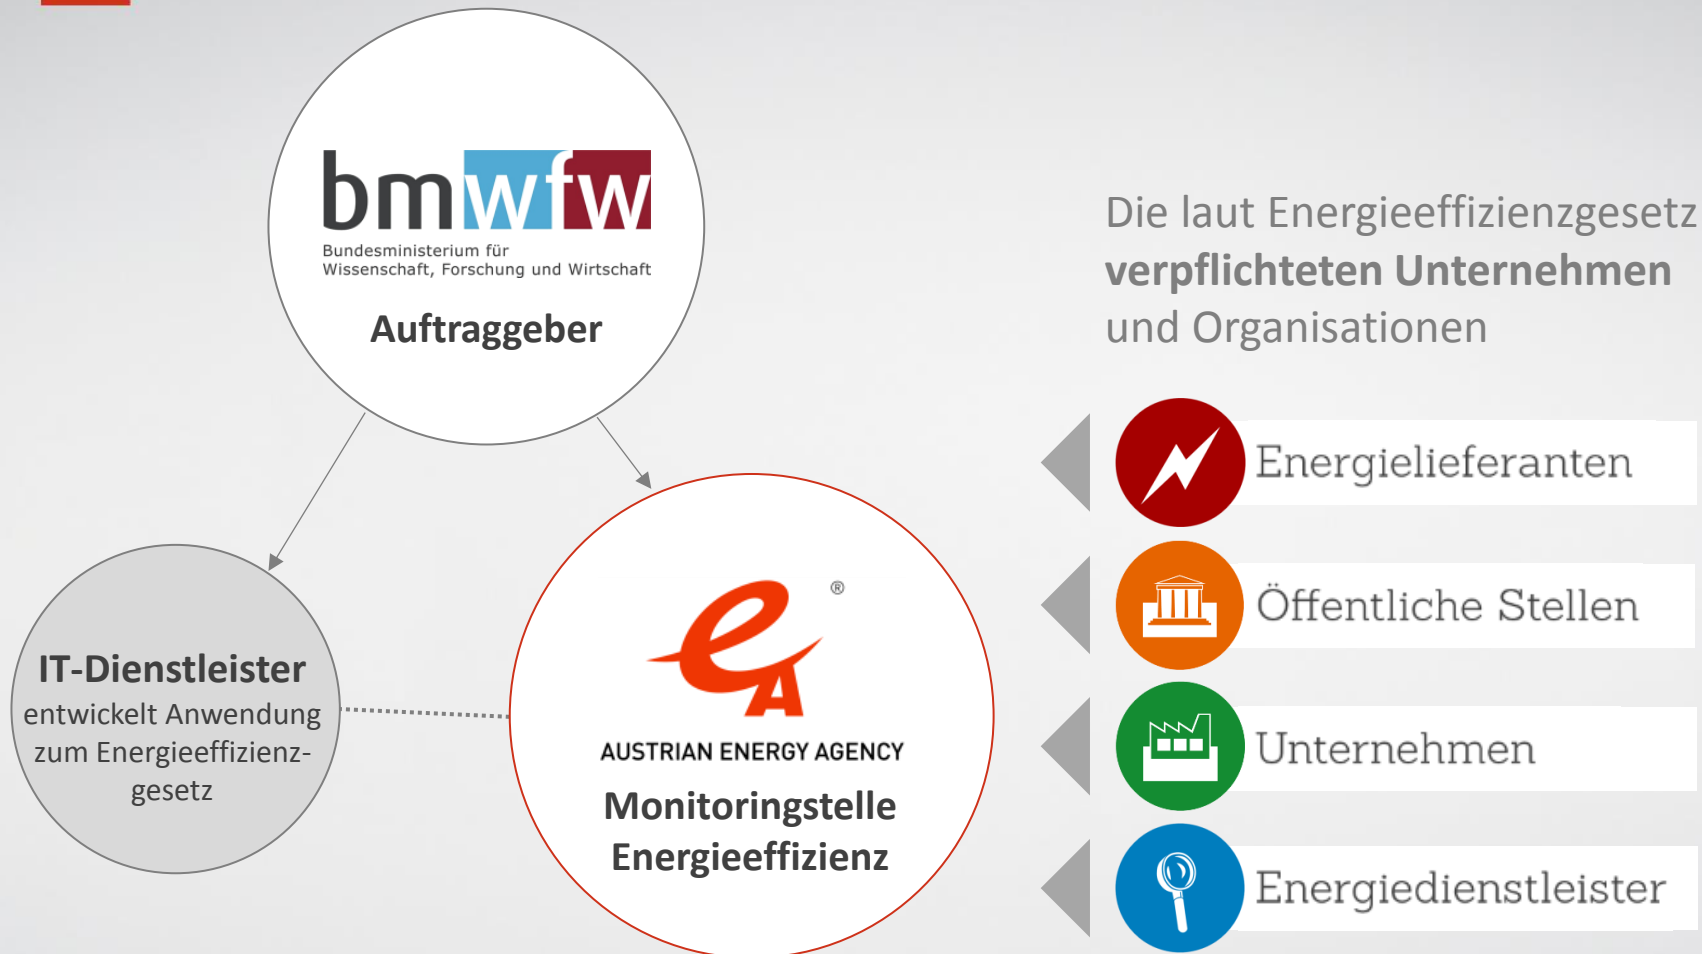 bmwfw
Bundesministerium für
Wissenschaft, Forschung und Wirtschaft
Auftraggeber
IT-Dienstleister
entwickelt Anwendung
zum Energieeffizienz-
gesetz
eA ®
AUSTRIAN ENERGY AGENCY
Monitoringstelle
Energieeffizienz
Die laut Energieeffizienzgesetz
verpflichteten Unternehmen
und Organisationen
Energielieferanten
Öffentliche Stellen
Unternehmen
Energiedienstleister